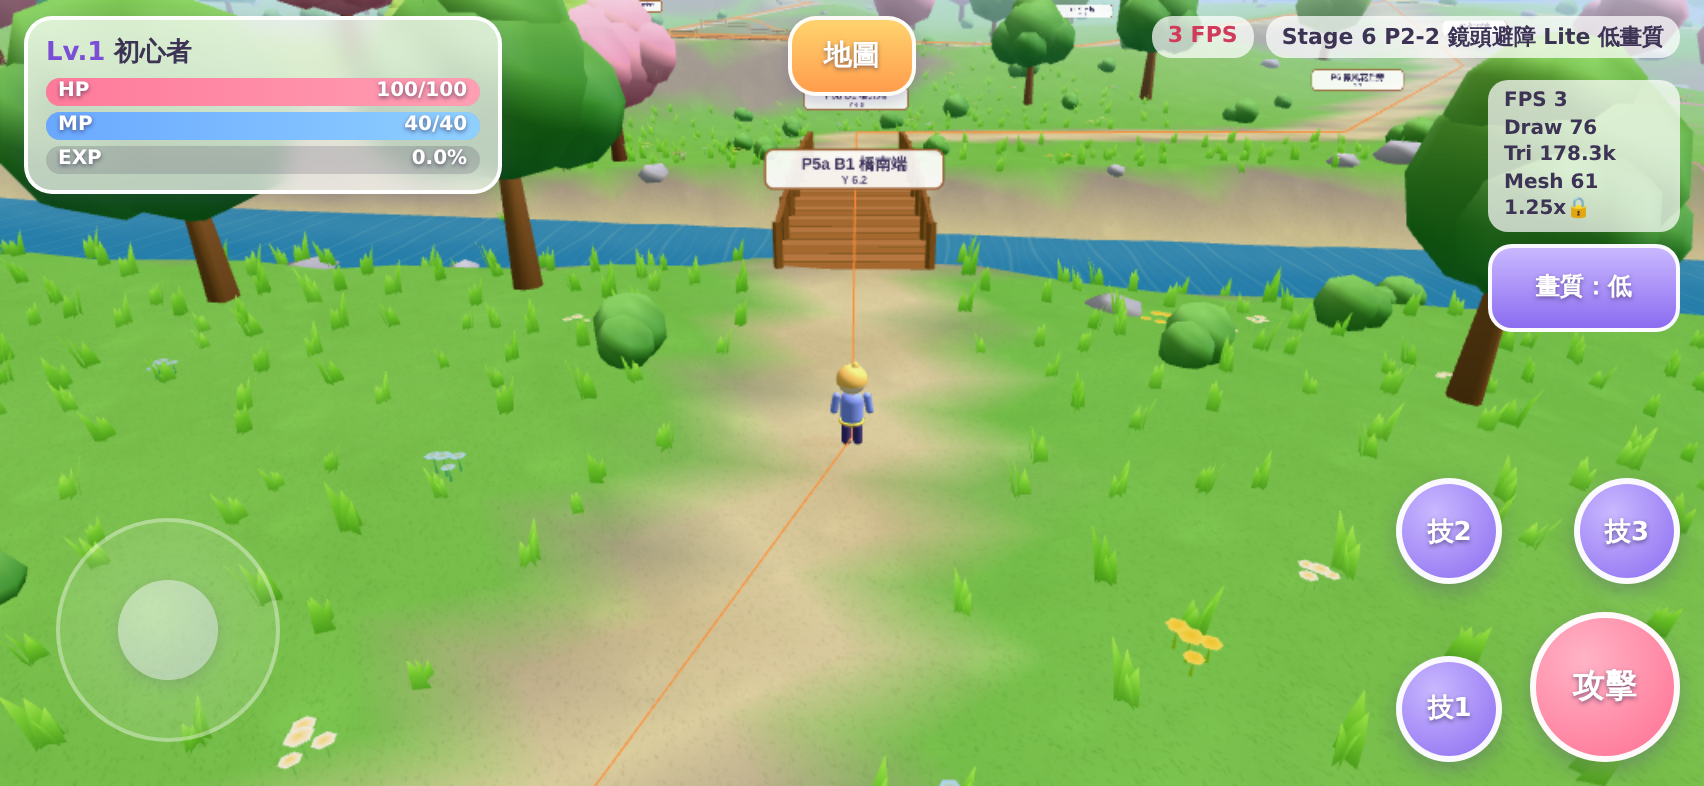 Lv.1 初心者
HP 100/100
MP 40/40
EXP 0.0%
地圖
3 FPS
Stage 6 P2-2 鏡頭避障 Lite 低畫質
FPS 3
Draw 76
Tri 178.3k
Mesh 61
1.25x🔒
畫質：低
P5a B1 橋南端
Y 6.2
技2
技3
技1
攻擊